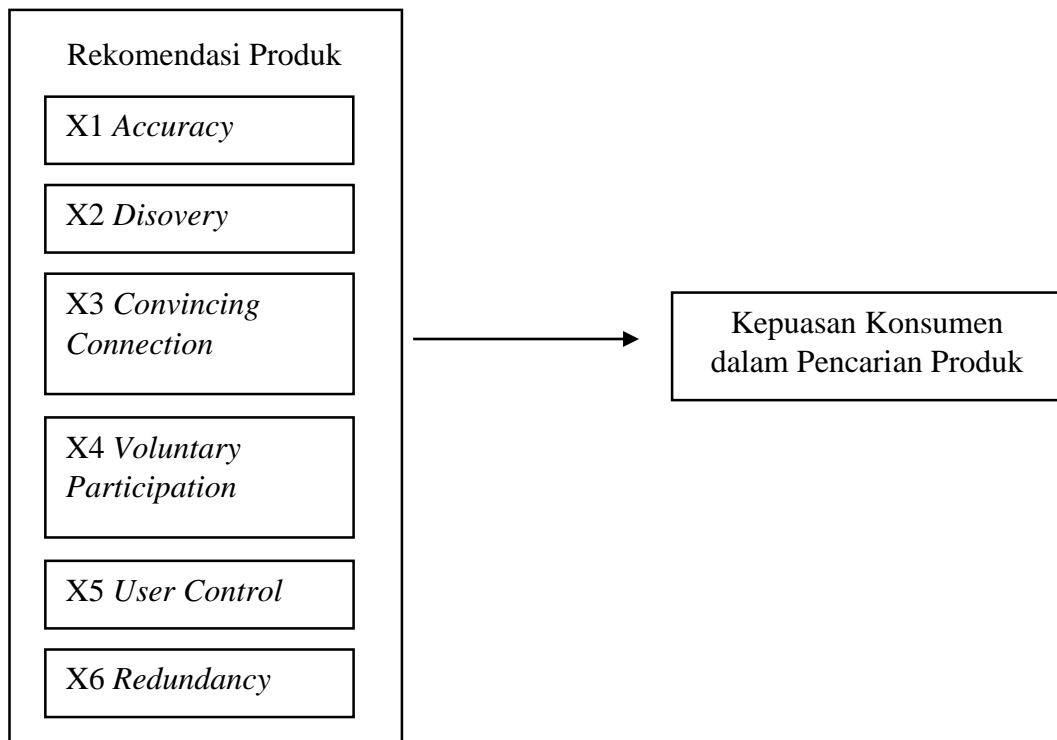 Rekomendasi Produk
X1 Accuracy
X2 Disovery
X3 Convincing
Connection
X4 Voluntary
Participation
X5 User Control
X6 Redundancy
Kepuasan Konsumen
dalam Pencarian Produk